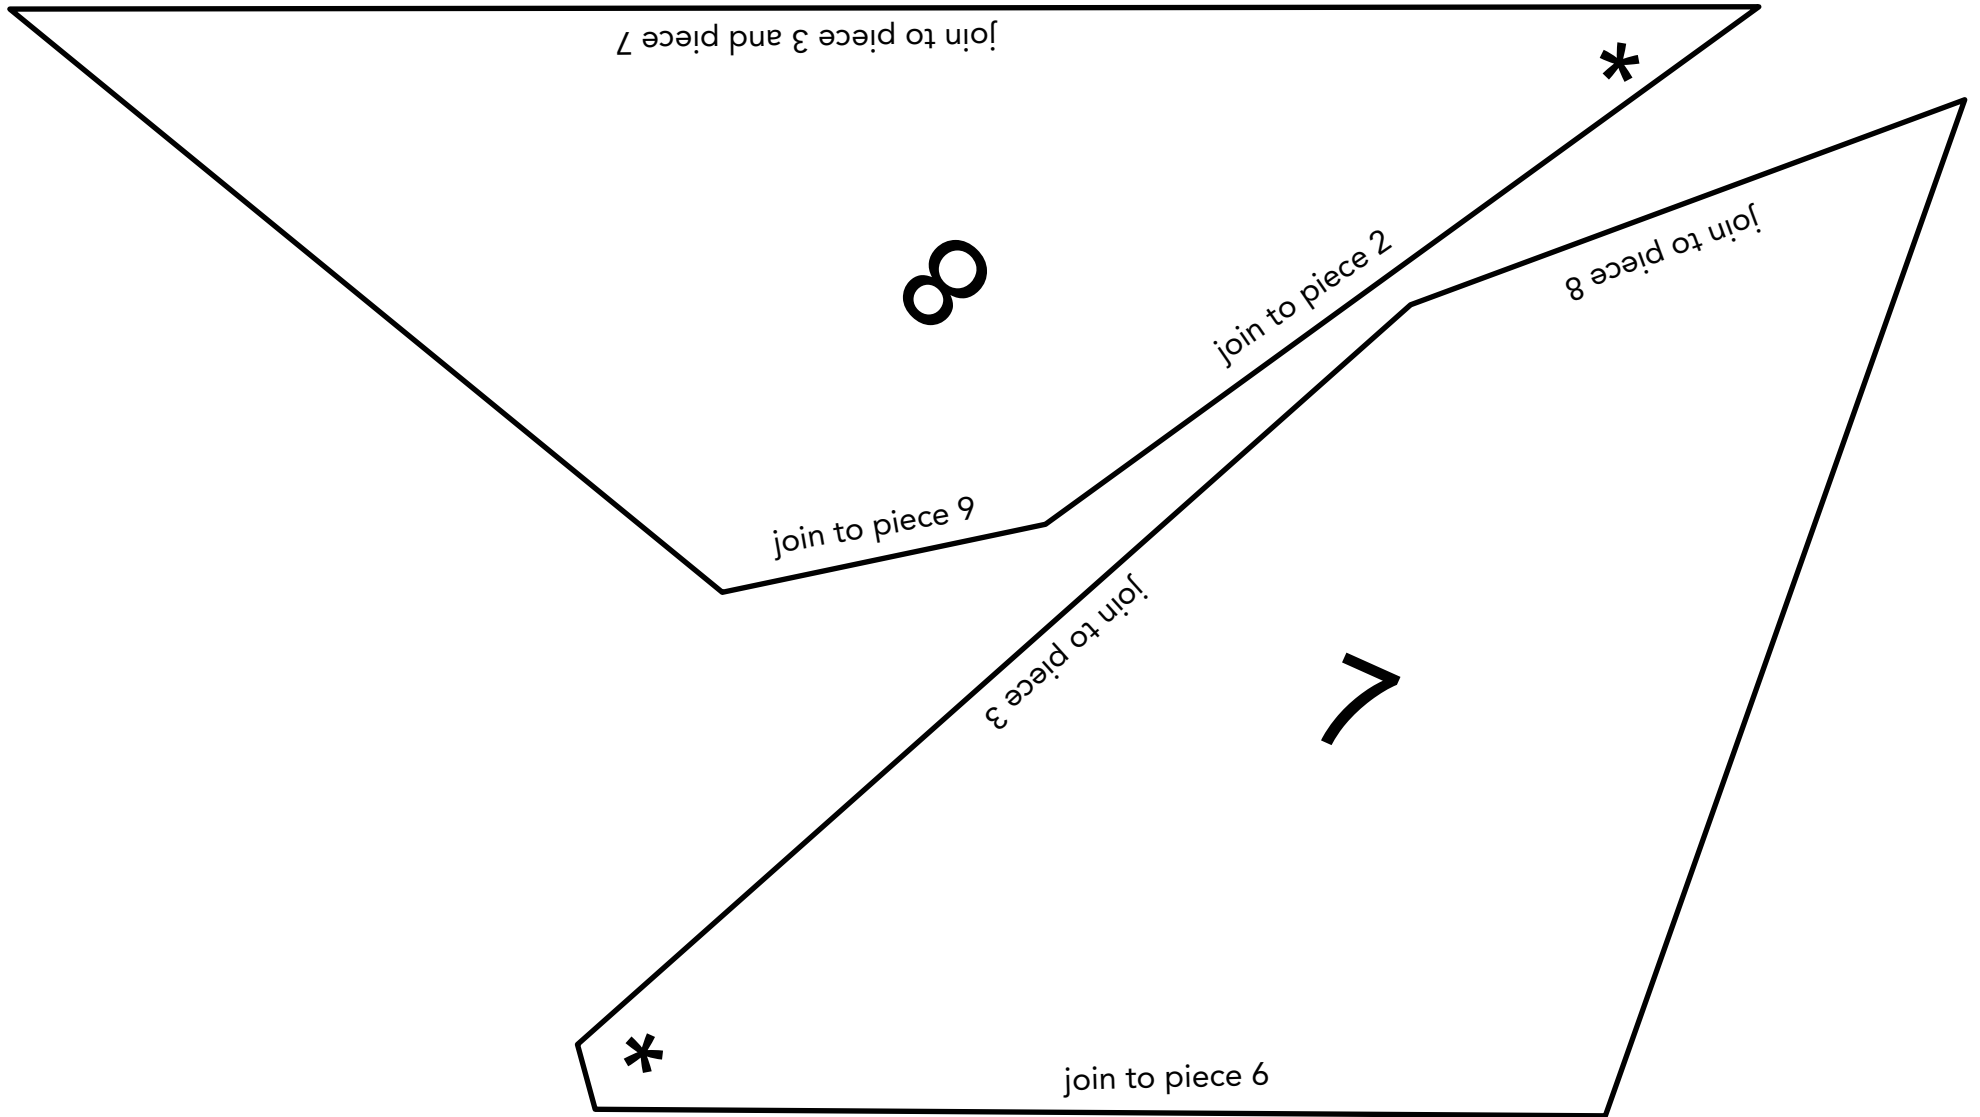 join to piece 3 and piece 7
*
8
join to piece 2
join to piece 9
join to piece 8
join to piece 3
7
*
join to piece 6